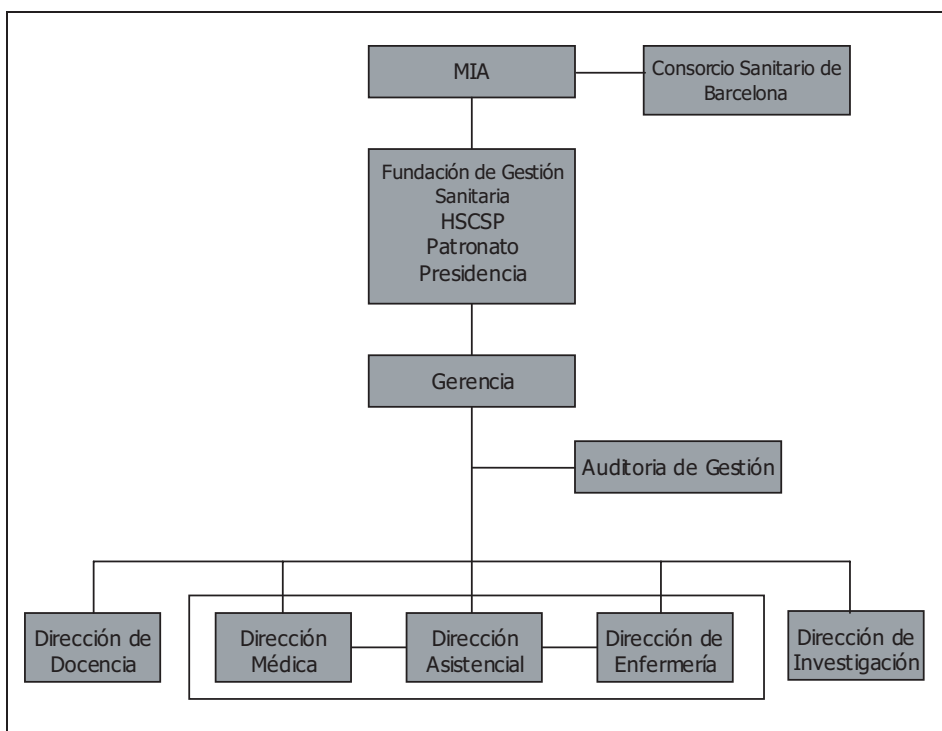 MIA
Consorcio Sanitario de
Barcelona
Fundación de Gestión
Sanitaria
HSCSP
Patronato
Presidencia
Gerencia
Auditoria de Gestión
Dirección de
Docencia
Dirección
Médica
Dirección
Asistencial
Dirección de
Enfermería
Dirección de
Investigación